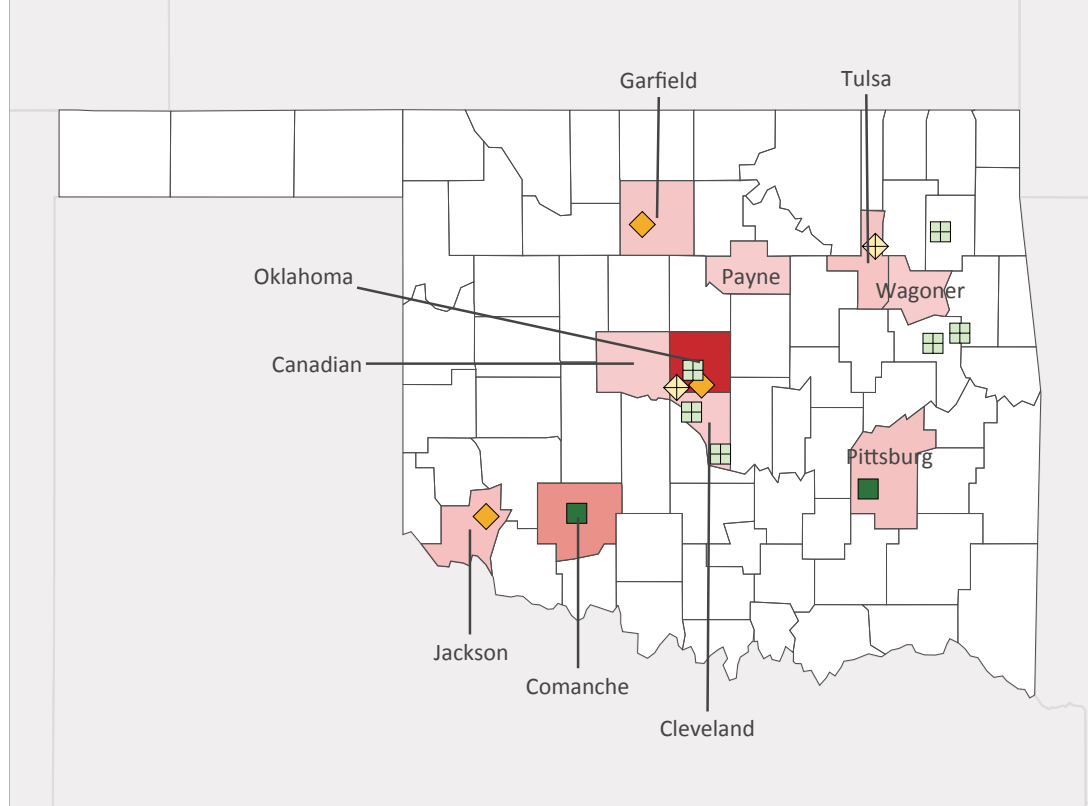 Garfield
Tulsa
Oklahoma
Payne
Wagoner
Canadian
Pittsburg
Jackson
Comanche
Cleveland